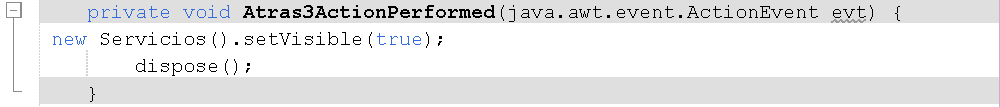 private void Atras3ActionPerformed(java.awt.event.ActionEvent evt) {
new Servicios().setVisible(true);
dispose();
}